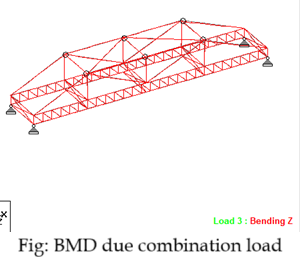 X
Load 3 : Bending Z
Fig: BMD due combination load